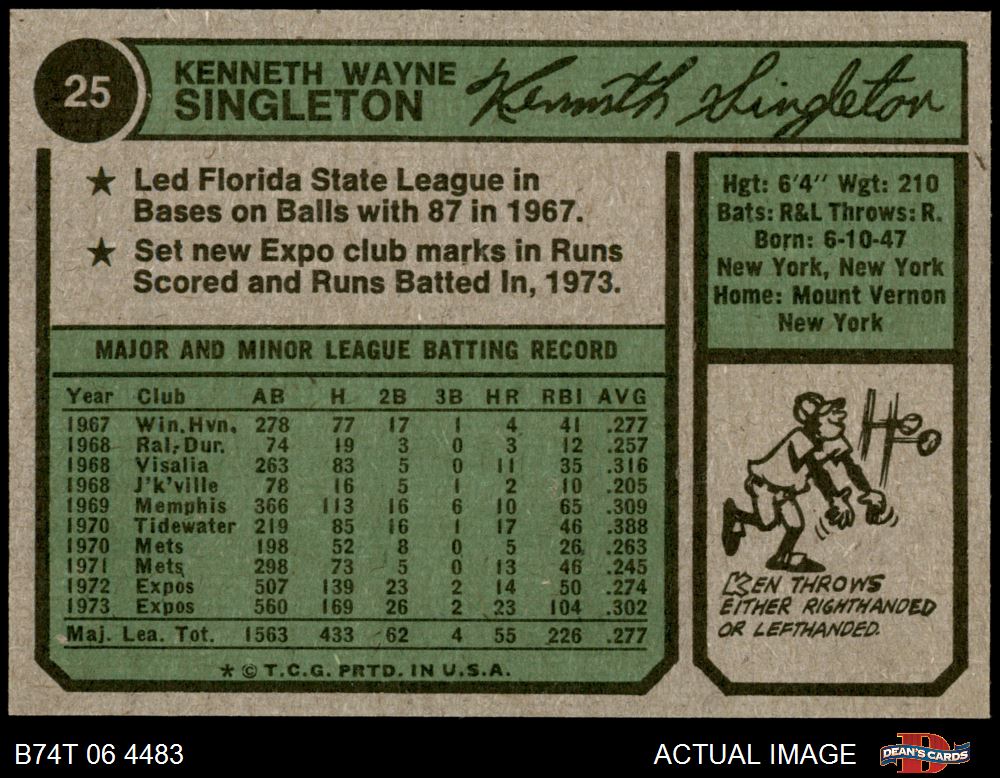 25
KENNETH WAYNE
SINGLETON
Kenneth Singleton
★ Led Florida State League in
Bases on Balls with 87 in 1967.
★ Set new Expo club marks in Runs
Scored and Runs Batted In, 1973.
MAJOR AND MINOR LEAGUE BATTING RECORD
Year Club AB H 2B 3B HR RBI AVG
1967 Win. Hvn. 278 77 17 1 4 41 .277
1968 Ral.-Dur. 74 19 3 0 3 12 .257
1968 Visalia 263 83 5 0 11 35 .316
1968 J'k'ville 78 16 5 1 2 10 .205
1969 Memphis 366 113 16 6 10 65 .309
1970 Tidewater 219 85 16 1 17 46 .388
1970 Mets 198 52 8 0 5 26 .263
1971 Mets 298 73 5 0 13 46 .245
1972 Expos 507 139 23 2 14 50 .274
1973 Expos 560 169 26 2 23 104 .302
Maj. Lea. Tot. 1563 433 62 4 55 226 .277
* © T.C.G. PRTD. IN U.S.A.
Hgt: 6'4" Wgt: 210
Bats: R&L Throws: R.
Born: 6-10-47
New York, New York
Home: Mount Vernon
New York
KEN THROWS
EITHER RIGHTHANDED
OR LEFTHANDED.
B74T 06 4483
ACTUAL IMAGE
D
DEAN'S CARDS